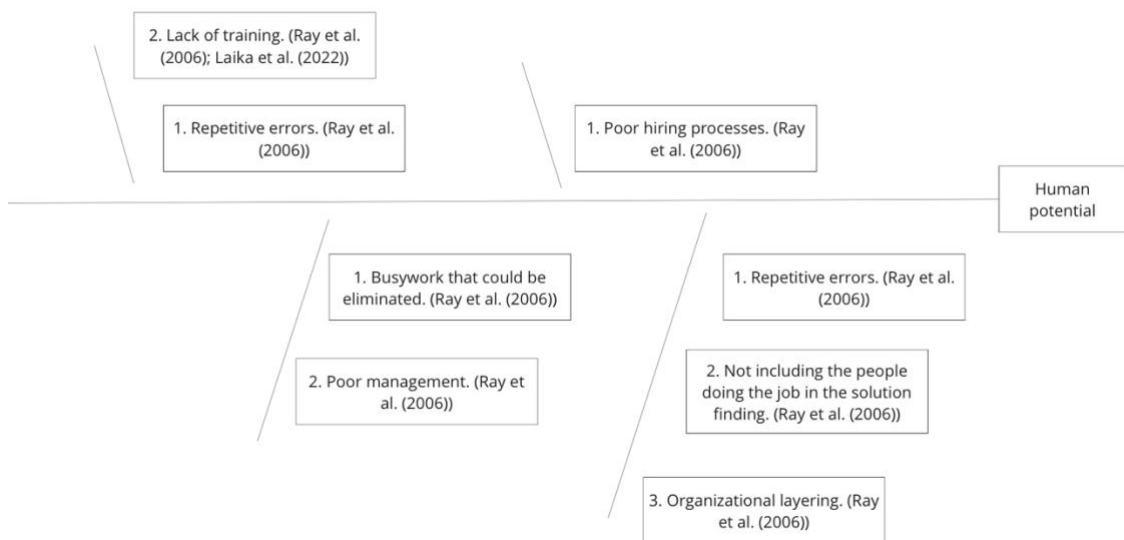 2. Lack of training. (Ray et al.
(2006); Laika et al. (2022))
1. Repetitive errors. (Ray et al.
(2006))
1. Poor hiring processes. (Ray
et al. (2006))
Human
potential
1. Busywork that could be
eliminated. (Ray et al. (2006))
2. Poor management. (Ray et
al. (2006))
1. Repetitive errors. (Ray et al.
(2006))
2. Not including the people
doing the job in the solution
finding. (Ray et al. (2006))
3. Organizational layering. (Ray
et al. (2006))